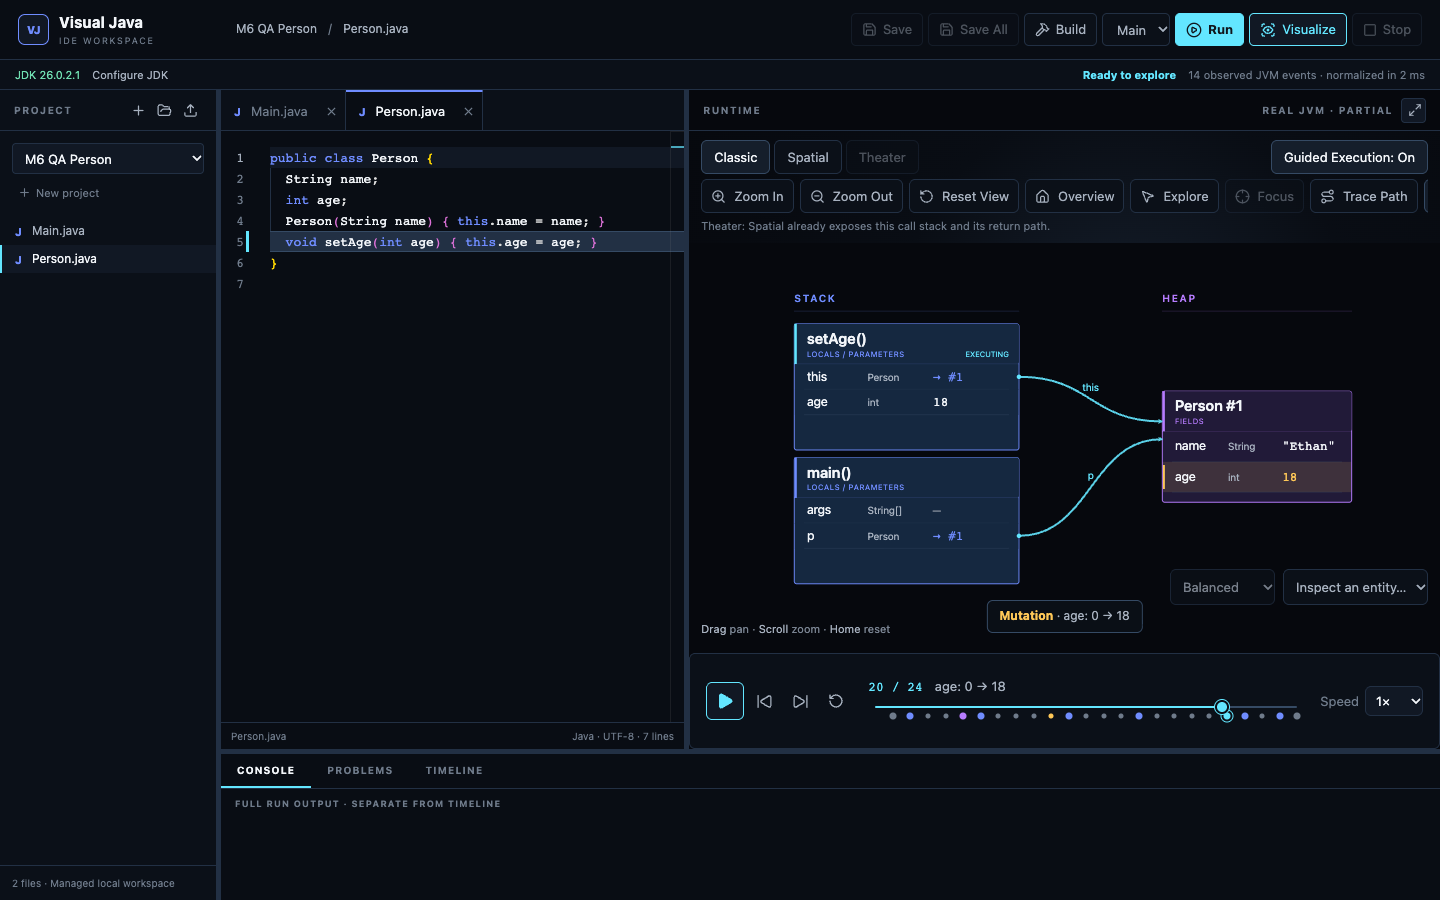 VJ
Visual Java
IDE WORKSPACE
M6 QA Person / Person.java
Save
Save All
Build
Main
Run
Visualize
Stop
JDK 26.0.2.1 Configure JDK
Ready to explore 14 observed JVM events · normalized in 2 ms
PROJECT
M6 QA Person
New project
J Main.java
J Person.java
2 files · Managed local workspace
J Main.java
J Person.java
1 public class Person {
2 String name;
3 int age;
4 Person(String name) { this.name = name; }
5 void setAge(int age) { this.age = age; }
6 }
7
Person.java
Java · UTF-8 · 7 lines
RUNTIME
REAL JVM · PARTIAL
Classic
Spatial
Theater
Guided Execution: On
Zoom In
Zoom Out
Reset View
Overview
Explore
Focus
Trace Path
Theater: Spatial already exposes this call stack and its return path.
STACK
setAge()
LOCALS / PARAMETERS EXECUTING
this Person → #1
age int 18
main()
LOCALS / PARAMETERS
args String[] —
p Person → #1
this
p
HEAP
Person #1
FIELDS
name String "Ethan"
age int 18
Balanced
Inspect an entity...
Mutation · age: 0 → 18
Drag pan · Scroll zoom · Home reset
20 / 24 age: 0 → 18
Speed
1×
CONSOLE
PROBLEMS
TIMELINE
FULL RUN OUTPUT · SEPARATE FROM TIMELINE